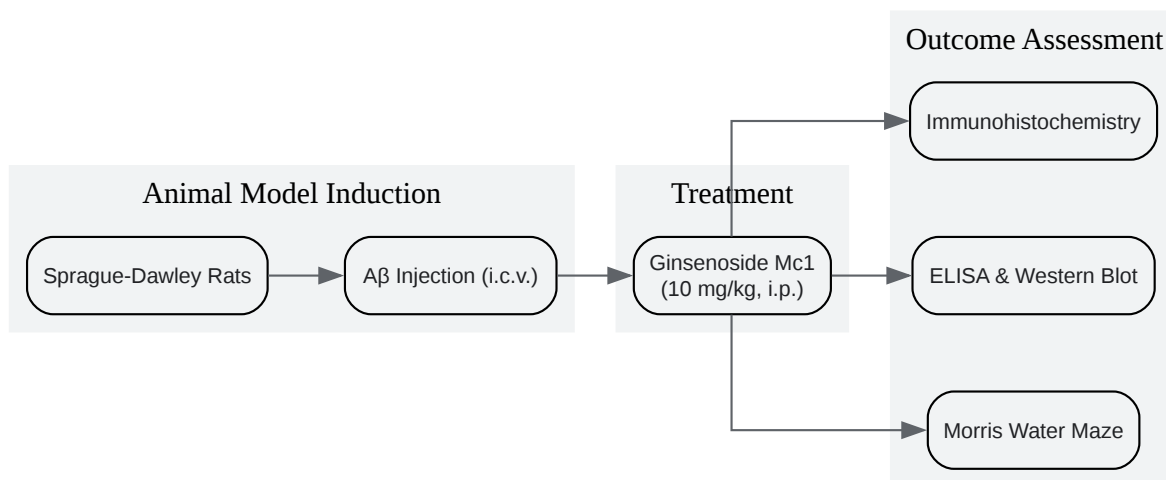 Outcome Assessment
Immunohistochemistry
Animal Model Induction
Treatment
Sprague-Dawley Rats
Aβ Injection (i.c.v.)
Ginsenoside Mc1
(10 mg/kg, i.p.)
ELISA & Western Blot
Morris Water Maze